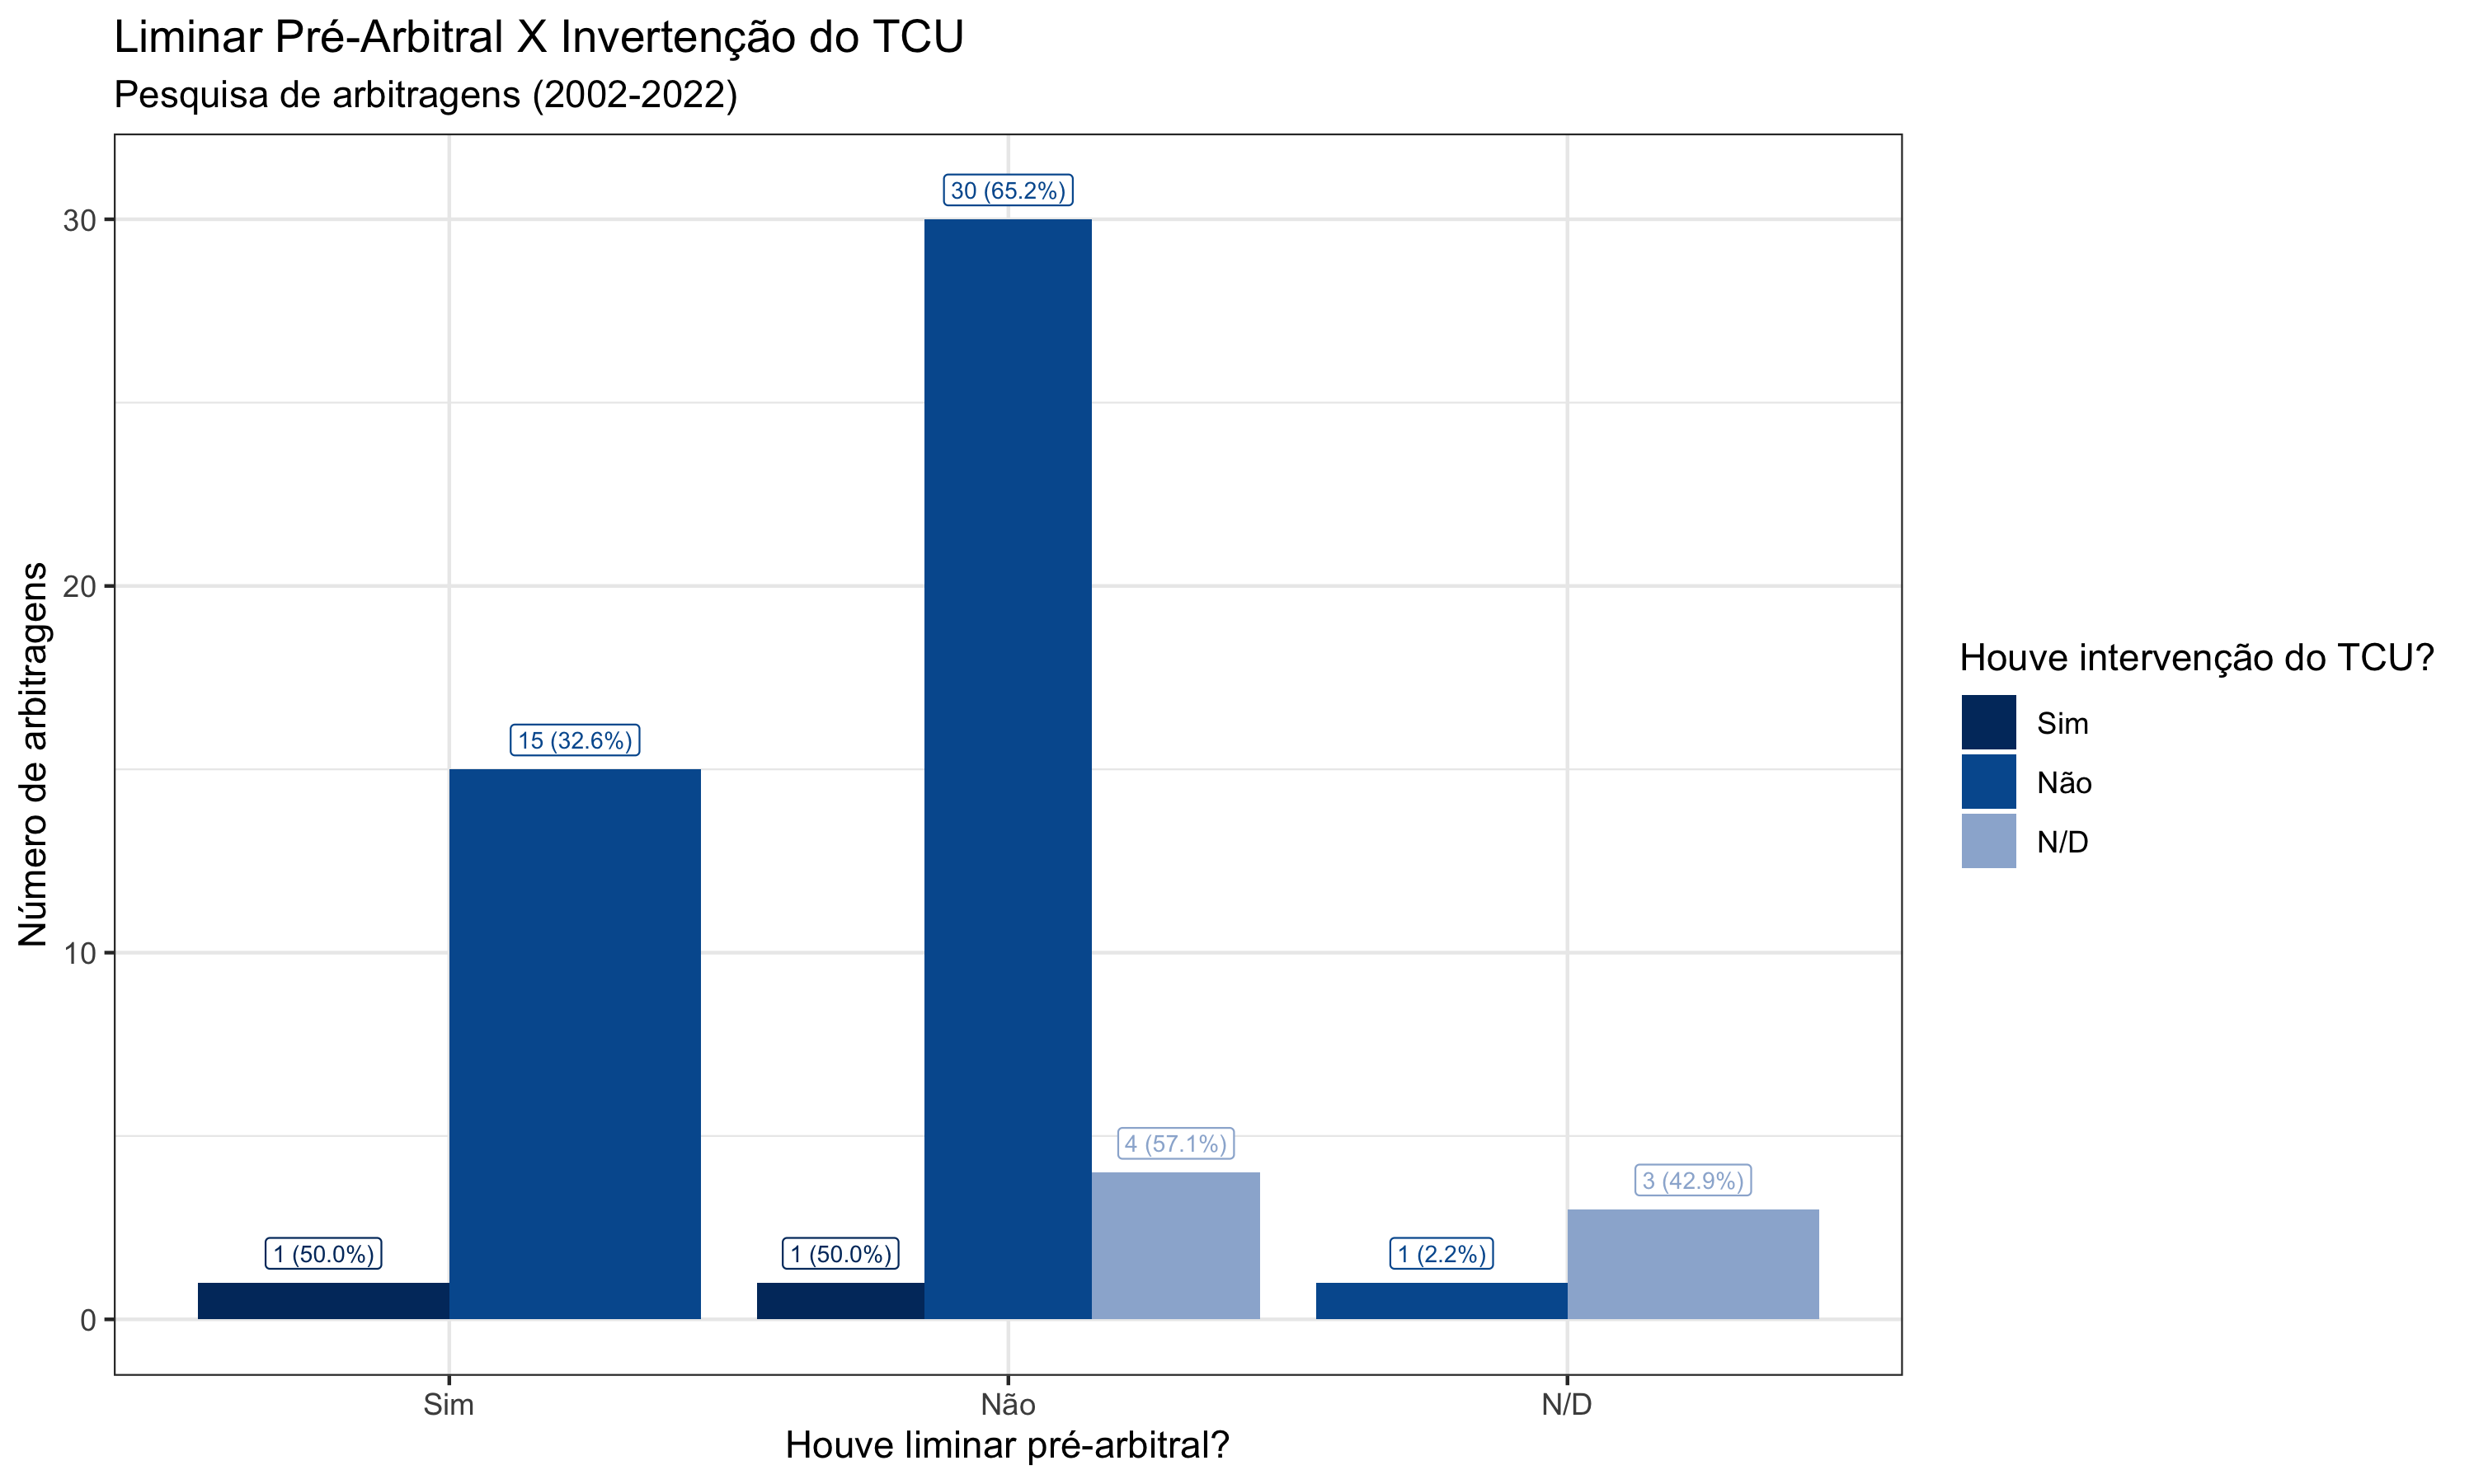 Liminar Pré-Arbitral X Invertenção do TCU
Pesquisa de arbitragens (2002-2022)
Número de arbitragens
30
20
10
0
1 (50.0%)
15 (32.6%)
1 (50.0%)
30 (65.2%)
4 (57.1%)
1 (2.2%)
3 (42.9%)
Sim
Não
N/D
Houve liminar pré-arbitral?
Houve intervenção do TCU?
Sim
Não
N/D